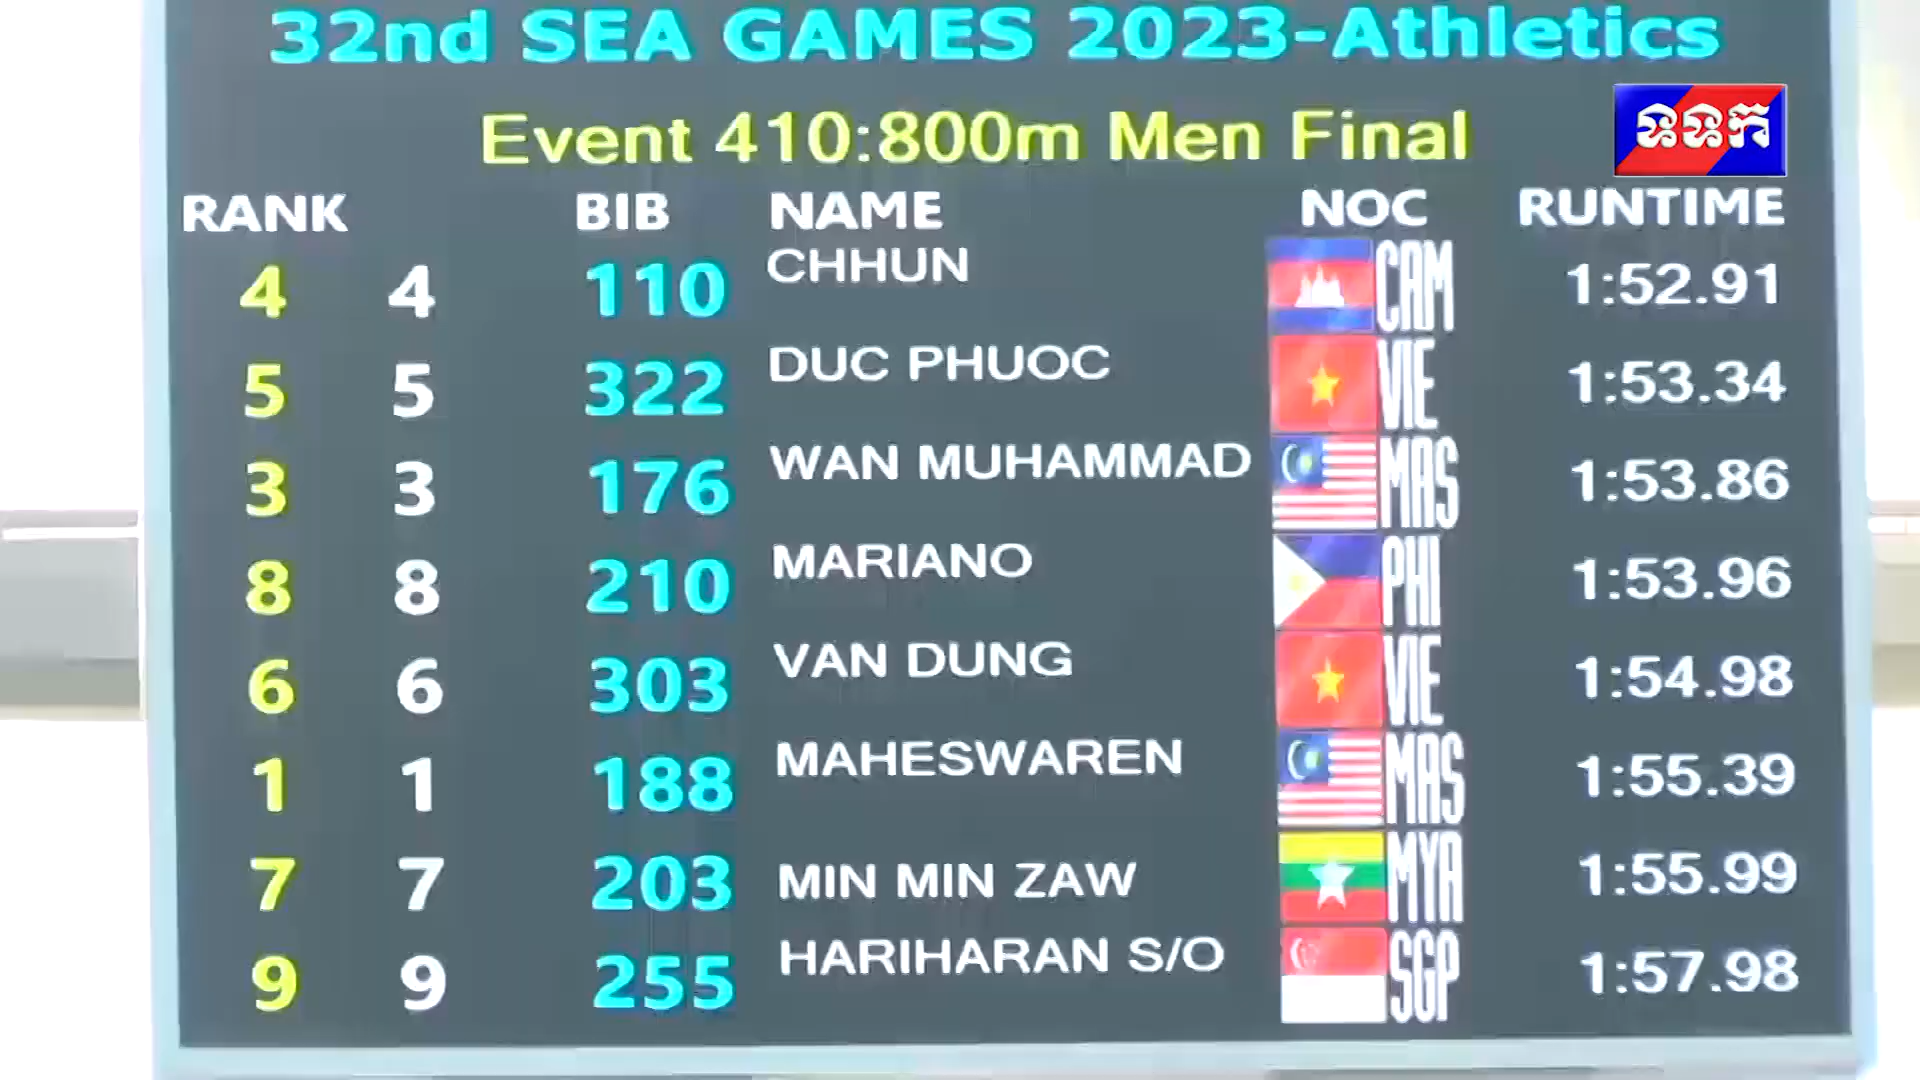 32nd SEA GAMES 2023-Athletics
Event 410:800m Men Final
ទទក
RANK BIB NAME NOC RUNTIME
4 4 110 CHHUN CAM 1:52.91
5 5 322 DUC PHUOC VIE 1:53.34
3 3 176 WAN MUHAMMAD MAS 1:53.86
8 8 210 MARIANO PHI 1:53.96
6 6 303 VAN DUNG VIE 1:54.98
1 1 188 MAHESWAREN MAS 1:55.39
7 7 203 MIN MIN ZAW MYA 1:55.99
9 9 255 HARIHARAN S/O SGP 1:57.98